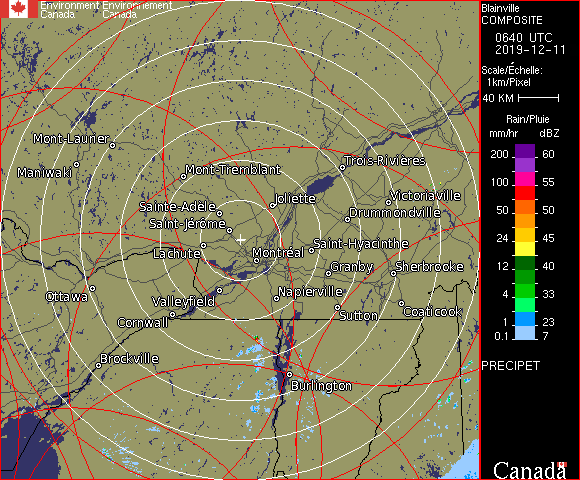 Environment Environnement
Canada Canada
Blainville
COMPOSITE
0640 UTC
2019-12-11
Scale/Échelle:
1km/Pixel
40 KM
Rain/Pluie
mm/hr dBZ
200 60
100 55
50 50
24 45
12 40
4 33
1 23
0.1 7
PRECIPET
Mont-Laurier
Maniwaki
Mont-Tremblant
Trois-Rivières
Joliette
Victoriaville
Sainte-Adèle
Drummondville
Saint-Jérôme
Saint-Hyacinthe
Lachute
Montréal
Granby
Sherbrooke
Ottawa
Valleyfield
Napierville
Cornwall
Sutton
Coaticook
Brockville
Burlington
Canada